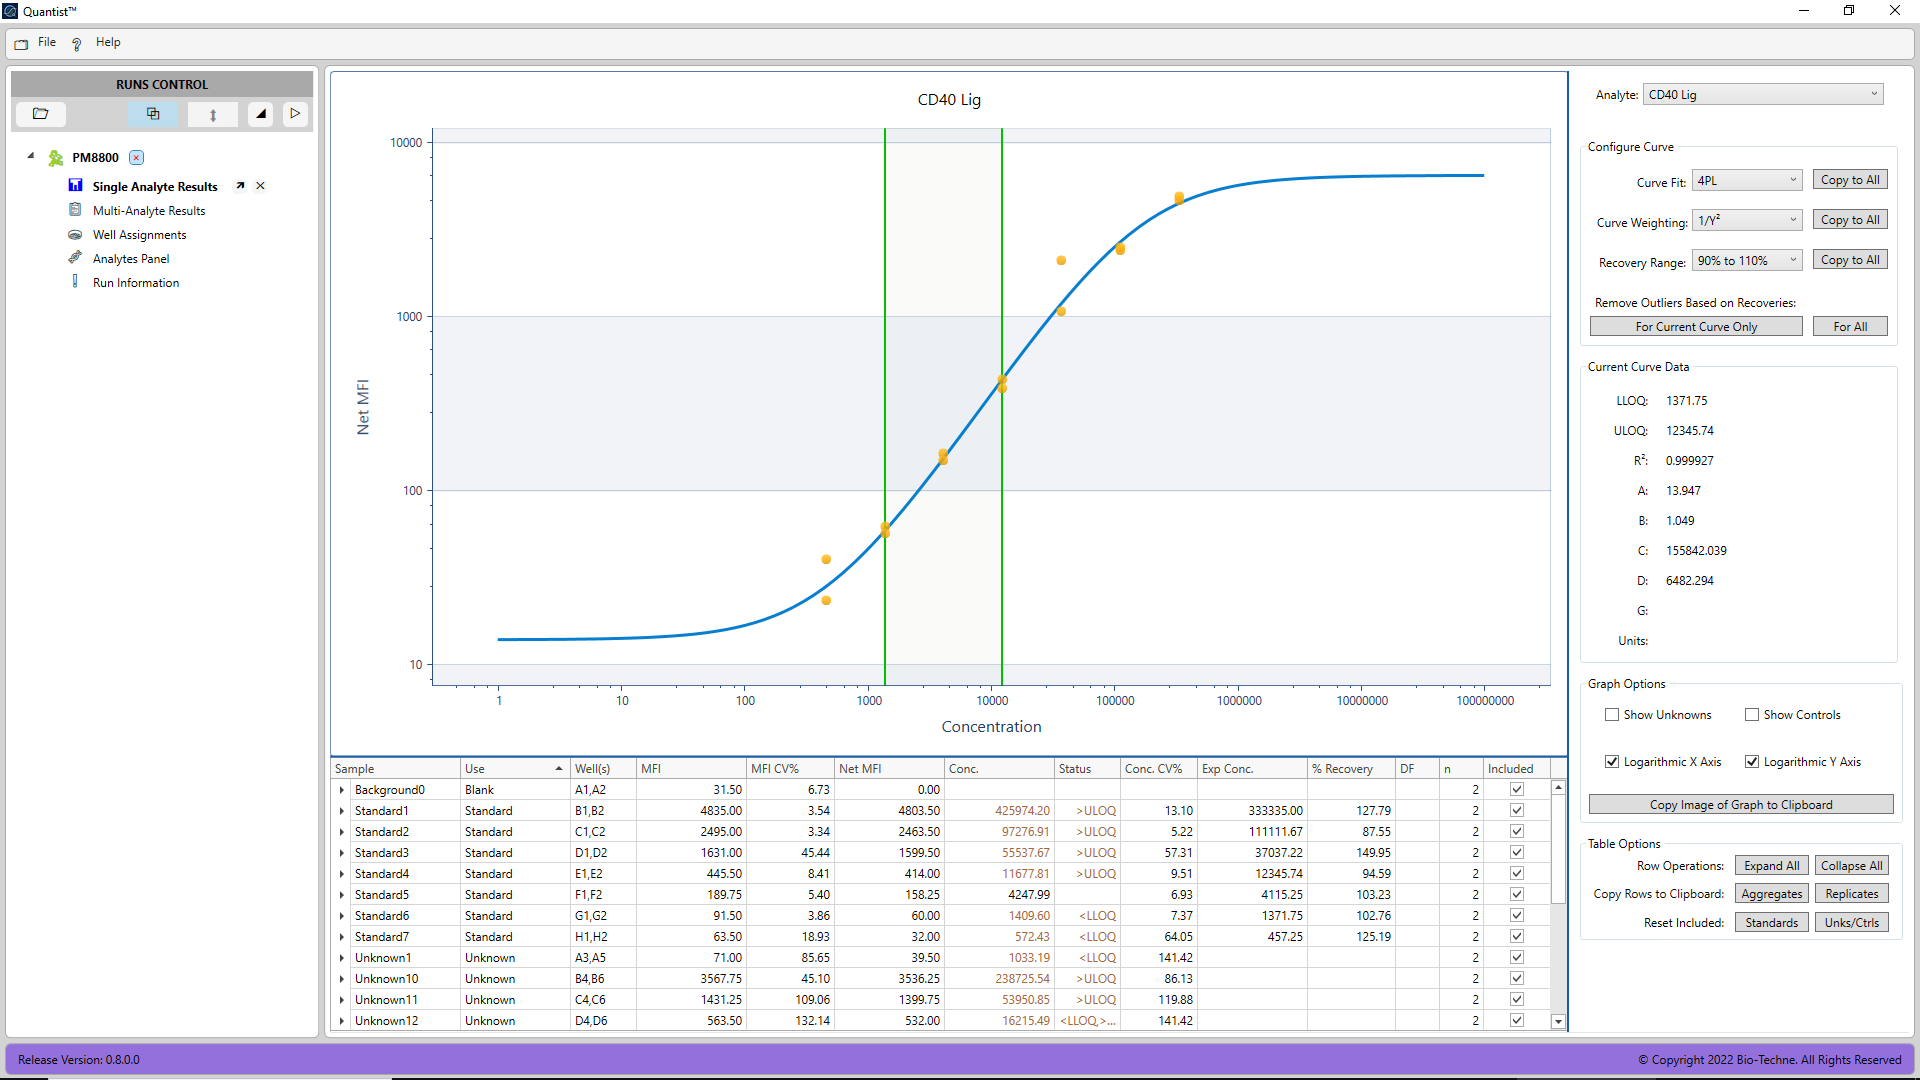 Quantist™
File Help
RUNS CONTROL
PM8800
Single Analyte Results
Multi-Analyte Results
Well Assignments
Analytes Panel
Run Information
CD40 Lig
Net MFI
10000
1000
100
10
1 10 100 1000 10000 100000 1000000 10000000 100000000
Concentration
Sample Use Well(s) MFI MFI CV% Net MFI Conc. Status Conc. CV% Exp Conc. % Recovery DF n Included
Background0 Blank A1,A2 31.50 6.73 0.00 2
Standard1 Standard B1,B2 4835.00 3.54 4803.50 425974.20 >ULOQ 13.10 333335.00 127.79 2
Standard2 Standard C1,C2 2495.00 3.34 2463.50 97276.91 >ULOQ 5.22 111111.67 87.55 2
Standard3 Standard D1,D2 1631.00 45.44 1599.50 55537.67 >ULOQ 57.31 37037.22 149.95 2
Standard4 Standard E1,E2 445.50 8.41 414.00 11677.81 >ULOQ 9.51 12345.74 94.59 2
Standard5 Standard F1,F2 189.75 5.40 158.25 4247.99 6.93 4115.25 103.23 2
Standard6 Standard G1,G2 91.50 3.86 60.00 1409.60 <LLOQ 7.37 1371.75 102.76 2
Standard7 Standard H1,H2 63.50 18.93 32.00 572.43 <LLOQ 64.05 457.25 125.19 2
Unknown1 Unknown A3,A5 71.00 85.65 39.50 1033.19 <LLOQ 141.42 2
Unknown10 Unknown B4,B6 3567.75 45.10 3536.25 238725.54 >ULOQ 86.13 2
Unknown11 Unknown C4,C6 1431.25 109.06 1399.75 53950.85 >ULOQ 119.88 2
Unknown12 Unknown D4,D6 563.50 132.14 532.00 16215.49 <LLOQ,>... 141.42 2
Analyte: CD40 Lig
Configure Curve
Curve Fit: 4PL Copy to All
Curve Weighting: 1/Y² Copy to All
Recovery Range: 90% to 110% Copy to All
Remove Outliers Based on Recoveries:
For Current Curve Only For All
Current Curve Data
LLOQ: 1371.75
ULOQ: 12345.74
R²: 0.999927
A: 13.947
B: 1.049
C: 155842.039
D: 6482.294
G:
Units:
Graph Options
Show Unknowns Show Controls
Logarithmic X Axis Logarithmic Y Axis
Copy Image of Graph to Clipboard
Table Options
Row Operations: Expand All Collapse All
Copy Rows to Clipboard: Aggregates Replicates
Reset Included: Standards Unks/Ctrls
Release Version: 0.8.0.0
© Copyright 2022 Bio-Techne. All Rights Reserved